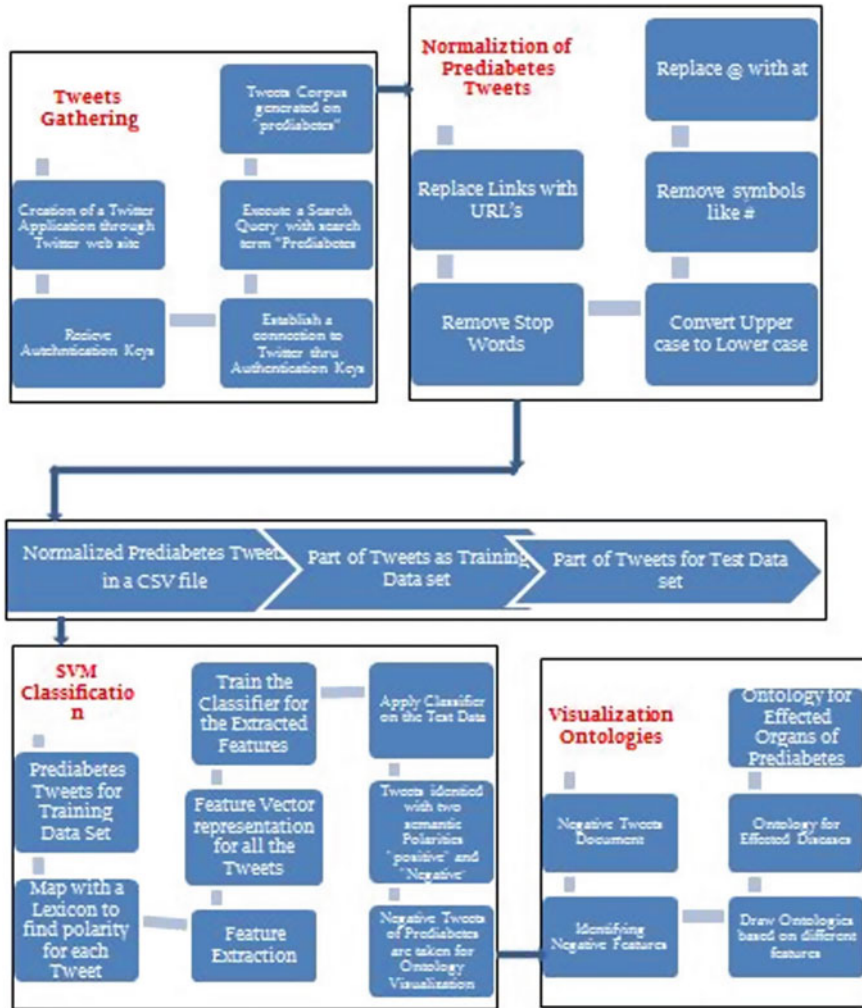 Tweets
Gathering
Creation of a Twitter
Application through
Twitter web site
Recieve
Autehntication Keys
Establish a
connection to
Twitter thru
Authentication Keys
Execute a Search
Query with search
term "Prediabetes
Tweets Corpus
generated on
"prediabetes"
Normaliztion of
Prediabetes
Tweets
Replace Links with
URL's
Remove Stop
Words
Convert Upper
case to Lower case
Remove symbols
like #
Replace @ with at
Normalized Prediabetes Tweets
in a CSV file
Part of Tweets as Training
Data set
Part of Tweets for Test Data
set
SVM
Classificatio
n
Prediabetes
Tweets for
Training
Data Set
Map with a
Lexicon to
find polarity
for each
Tweet
Feature
Extraction
Feature Vector
representation
for all the
Tweets
Train the
Classifier for
the Extracted
Features
Apply Classifier
on the Test Data
Tweets
identied
with two
semantic
Polarities
"positive" and
"Negative"
Negative Tweets
of Prediabetes
are taken for
Ontology
Visualization
Visualization
Ontologies
Negative Tweets
Document
Identifying
Negative Features
Draw Ontologies
based on different
features
Ontology for
Effected Diseases
Ontology for
Effected
Organs of
Prediabetes